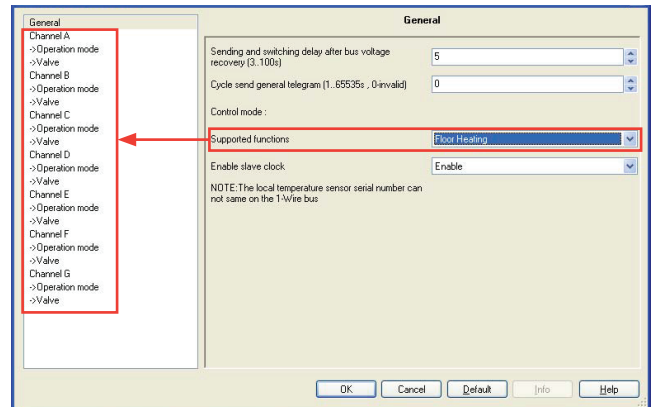 General
Channel A
->Operation mode
->Valve
Channel B
->Operation mode
->Valve
Channel C
->Operation mode
->Valve
Channel D
->Operation mode
->Valve
Channel E
->Operation mode
->Valve
Channel F
->Operation mode
->Valve
Channel G
->Operation mode
->Valve
General
Sending and switching delay after bus voltage
recovery (3..100s)
5
Cycle send general telegram (1..65535s , 0-invalid)
0
Control mode :
Supported functions
Floor Heating
Enable slave clock
Enable
NOTE:The local temperature sensor serial number can
not same on the 1-Wire bus
OK
Cancel
Default
Info
Help